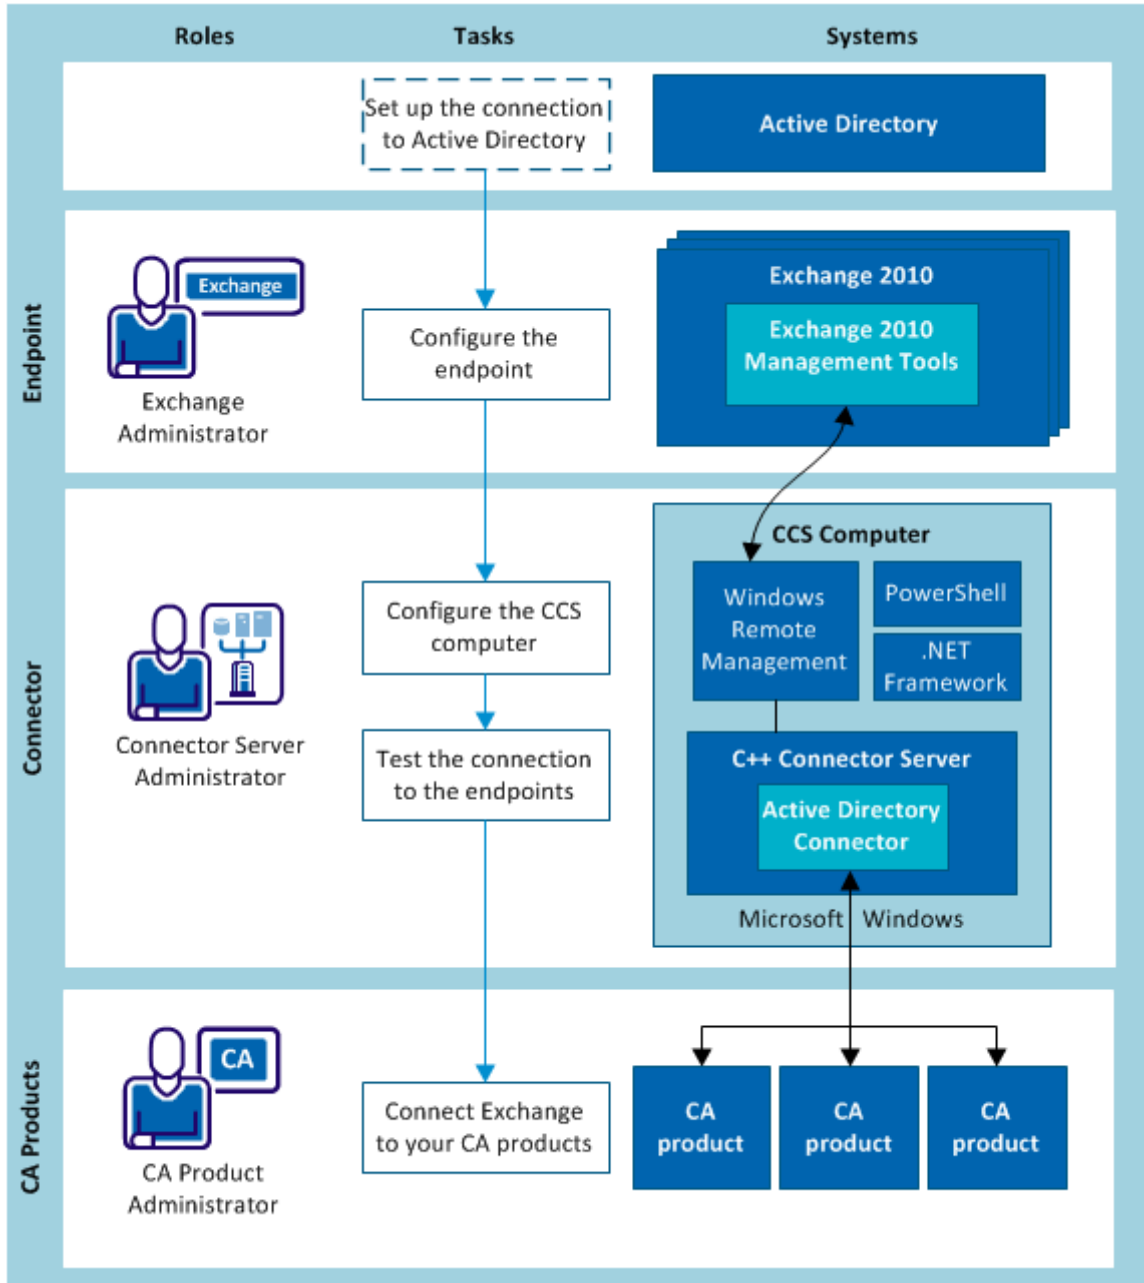 Roles
Tasks
Systems
Set up the connection
to Active Directory
Active Directory
Endpoint
Exchange
Exchange
Administrator
Configure the
endpoint
Exchange 2010
Exchange 2010
Management Tools
Connector
Connector Server
Administrator
Configure the CCS
computer
Test the connection
to the endpoints
CCS Computer
Windows
Remote
Management
PowerShell
.NET
Framework
C++ Connector Server
Active Directory
Connector
Microsoft Windows
CA Products
CA
CA Product
Administrator
Connect Exchange
to your CA products
CA
product
CA
product
CA
product